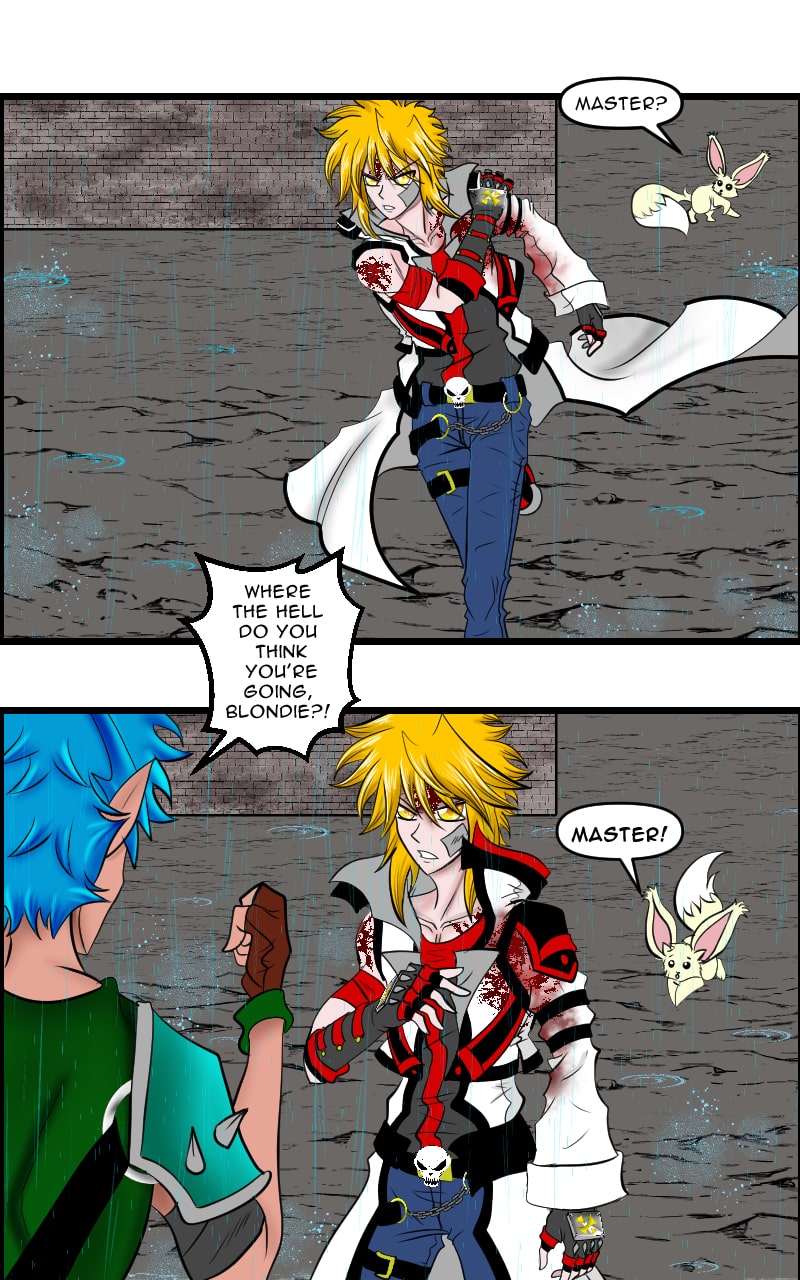 MASTER?
WHERE
THE HELL
DO YOU
THINK
YOU'RE
GOING,
BLONDIE?!
MASTER!